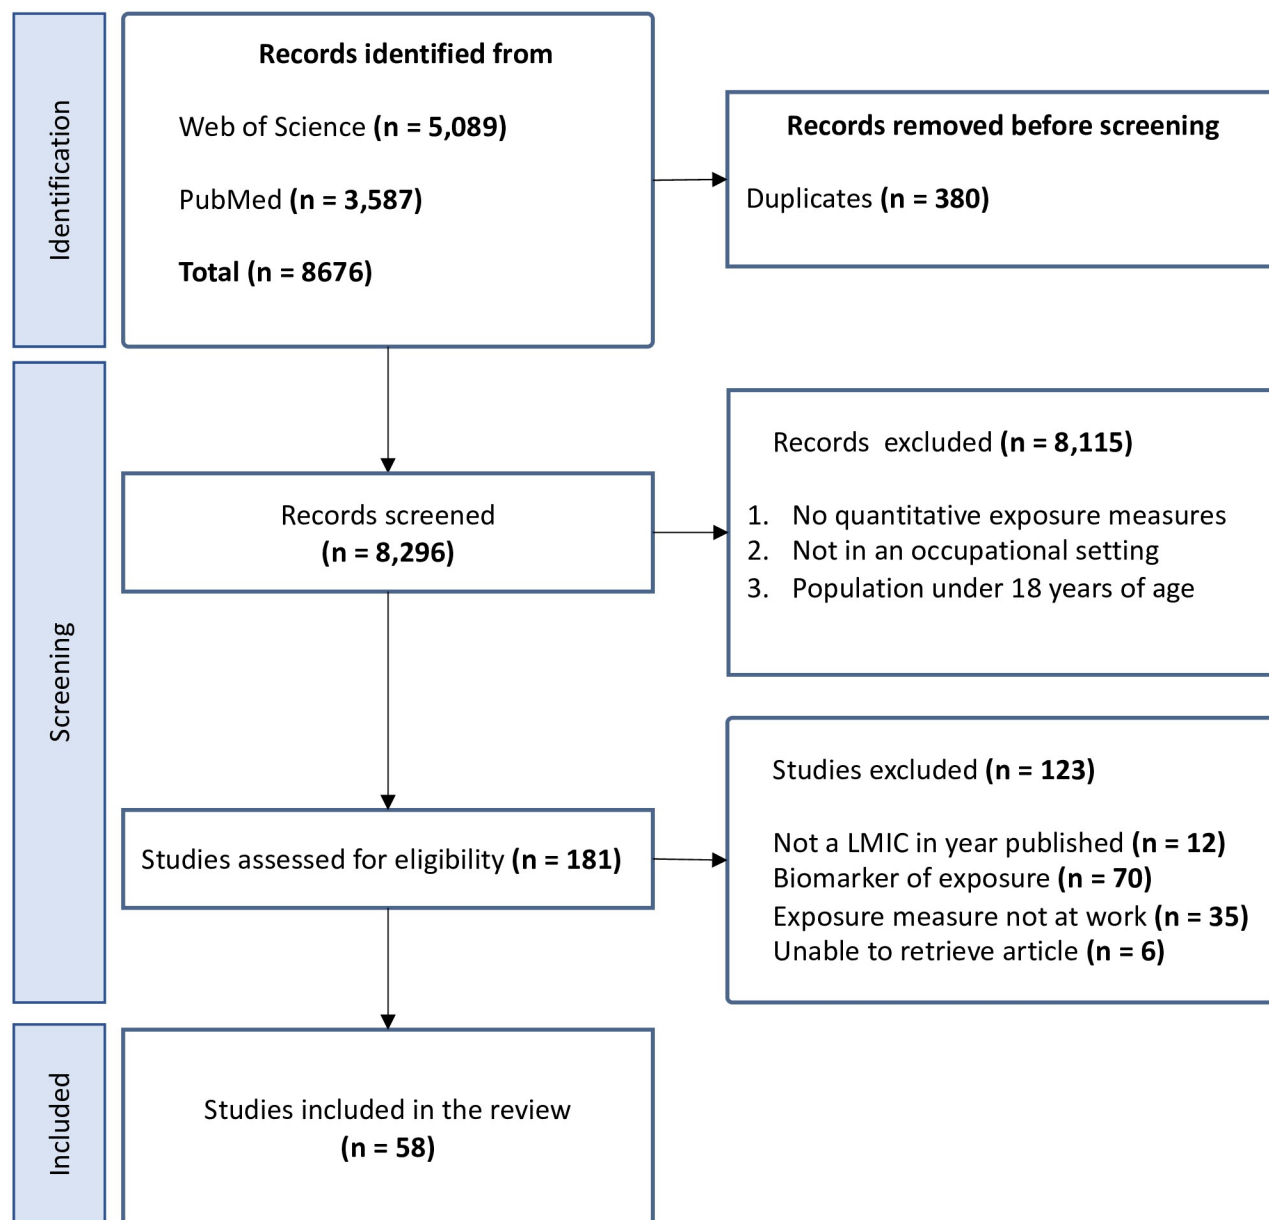 Identification
Records identified from
Web of Science (n = 5,089)
PubMed (n = 3,587)
Total (n = 8676)
Records removed before screening
Duplicates (n = 380)
Screening
Records screened
(n = 8,296)
Records excluded (n = 8,115)
1. No quantitative exposure measures
2. Not in an occupational setting
3. Population under 18 years of age
Studies assessed for eligibility (n = 181)
Studies excluded (n = 123)
Not a LMIC in year published (n = 12)
Biomarker of exposure (n = 70)
Exposure measure not at work (n = 35)
Unable to retrieve article (n = 6)
Included
Studies included in the review
(n = 58)